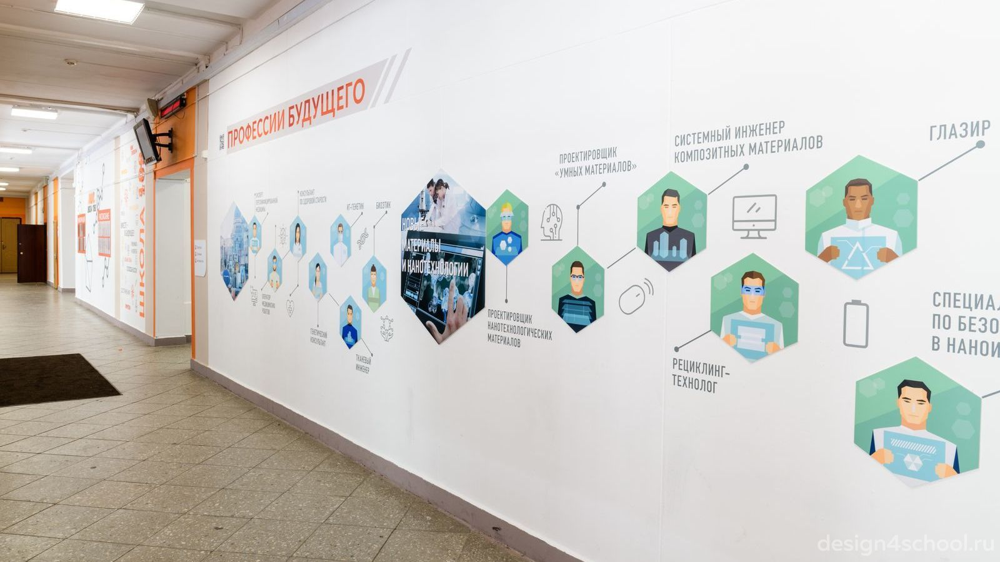 ПРОФЕССИИ БУДУЩЕГО
ЭКСПЕРТ
ПЕРСОНИФИЦИРОВАННОЙ
МЕДИЦИНЫ
КОНСУЛЬТАНТ
ПО ЗДОРОВОЙ СТАРОСТИ
ИТ-ГЕНЕТИК
БИОЭТИК
ОПЕРАТОР
МЕДИЦИНСКИХ
РОБОТОВ
ГЕНЕТИЧЕСКИЙ
КОНСУЛЬТАНТ
ТКАНЕВЫЙ
ИНЖЕНЕР
НОВЫЕ
МАТЕРИАЛЫ
И НАНОТЕХНОЛОГИИ
ПРОЕКТИРОВЩИК
НАНОТЕХНОЛОГИЧЕСКИХ
МАТЕРИАЛОВ
ПРОЕКТИРОВЩИК
«УМНЫХ МАТЕРИАЛОВ»
СИСТЕМНЫЙ ИНЖЕНЕР
КОМПОЗИТНЫХ МАТЕРИАЛОВ
РЕЦИКЛИНГ-
ТЕХНОЛОГ
ГЛАЗИР
СПЕЦИАЛ
ПО БЕЗО
В НАНОИ
ШКОЛА
design4school.ru